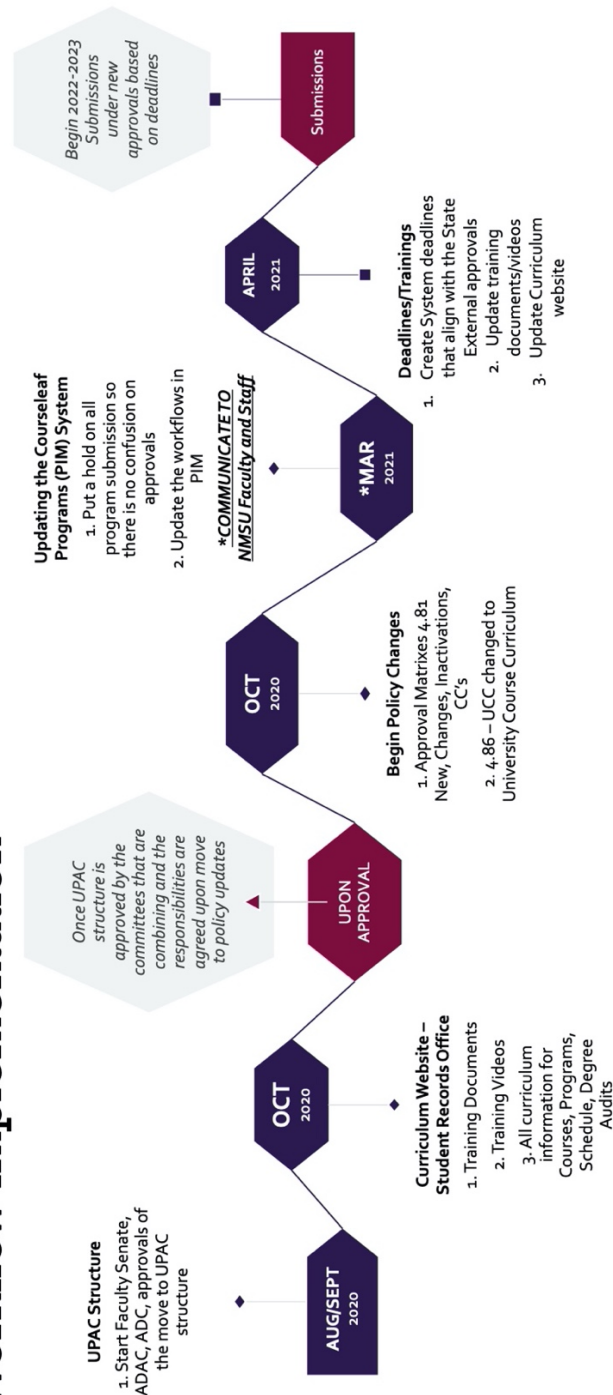 UPAC Structure
1. Start Faculty Senate,
ADAC, ADC, approvals of
the move to UPAC
structure
AUG/SEPT
2020
OCT
2020
Curriculum Website –
Student Records Office
1. Training Documents
2. Training Videos
3. All curriculum
information for
Courses, Programs,
Schedule, Degree
Audits
Once UPAC
structure is
approved by the
committees that are
combining and the
responsibilities are
agreed upon move
to policy updates
UPON
APPROVAL
OCT
2020
Begin Policy Changes
1. Approval Matrixes 4.81
New, Changes, Inactivations,
CC's
2. 4.86 – UCC changed to
University Course Curriculum
Updating the Courseleaf
Programs (PIM) System
1. Put a hold on all
program submission so
there is no confusion on
approvals
2. Update the workflows in
PIM
*COMMUNICATE TO
NMSU Faculty and Staff
*MAR
2021
APRIL
2021
Deadlines/Trainings
1. Create System deadlines
that align with the State
External approvals
2. Update training
documents/videos
3. Update Curriculum
website
Begin 2022-2023
Submissions
under new
approvals based
on deadlines
Submissions